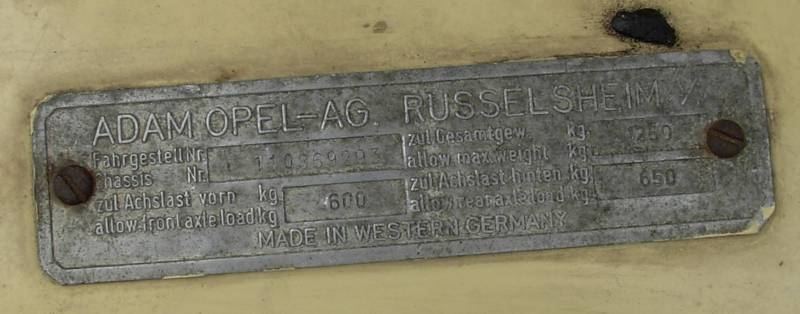 ADAM OPEL-AG. RUSSELSHEIM /
Fahrgestell Nr. zul Gesamtgew. kg. 1250
Chassis Nr. 110969293 allow. max. weight kg.
zul Achslast vorn kg. 600 zul Achslast hinten kg. 650
allow. front axle load kg allow. rear axle load kg.
MADE IN WESTERN GERMANY